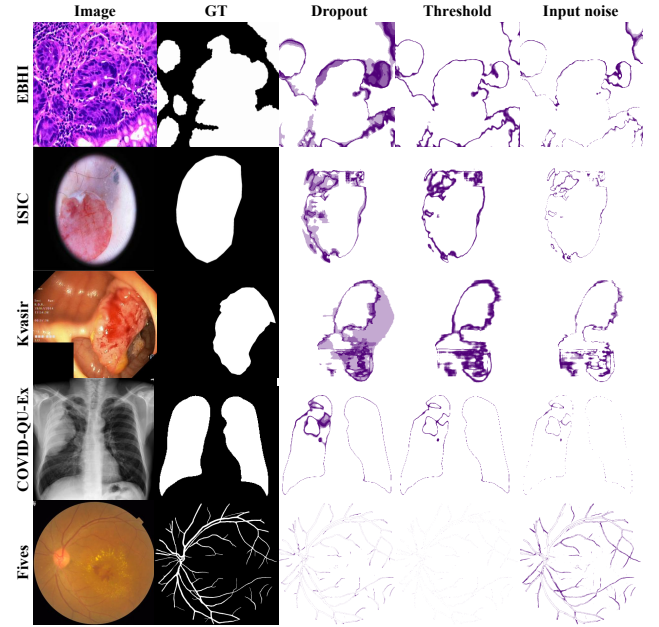 Image GT Dropout Threshold Input noise
EBHI
ISIC
Kvasir
COVID-QU-Ex
Fives